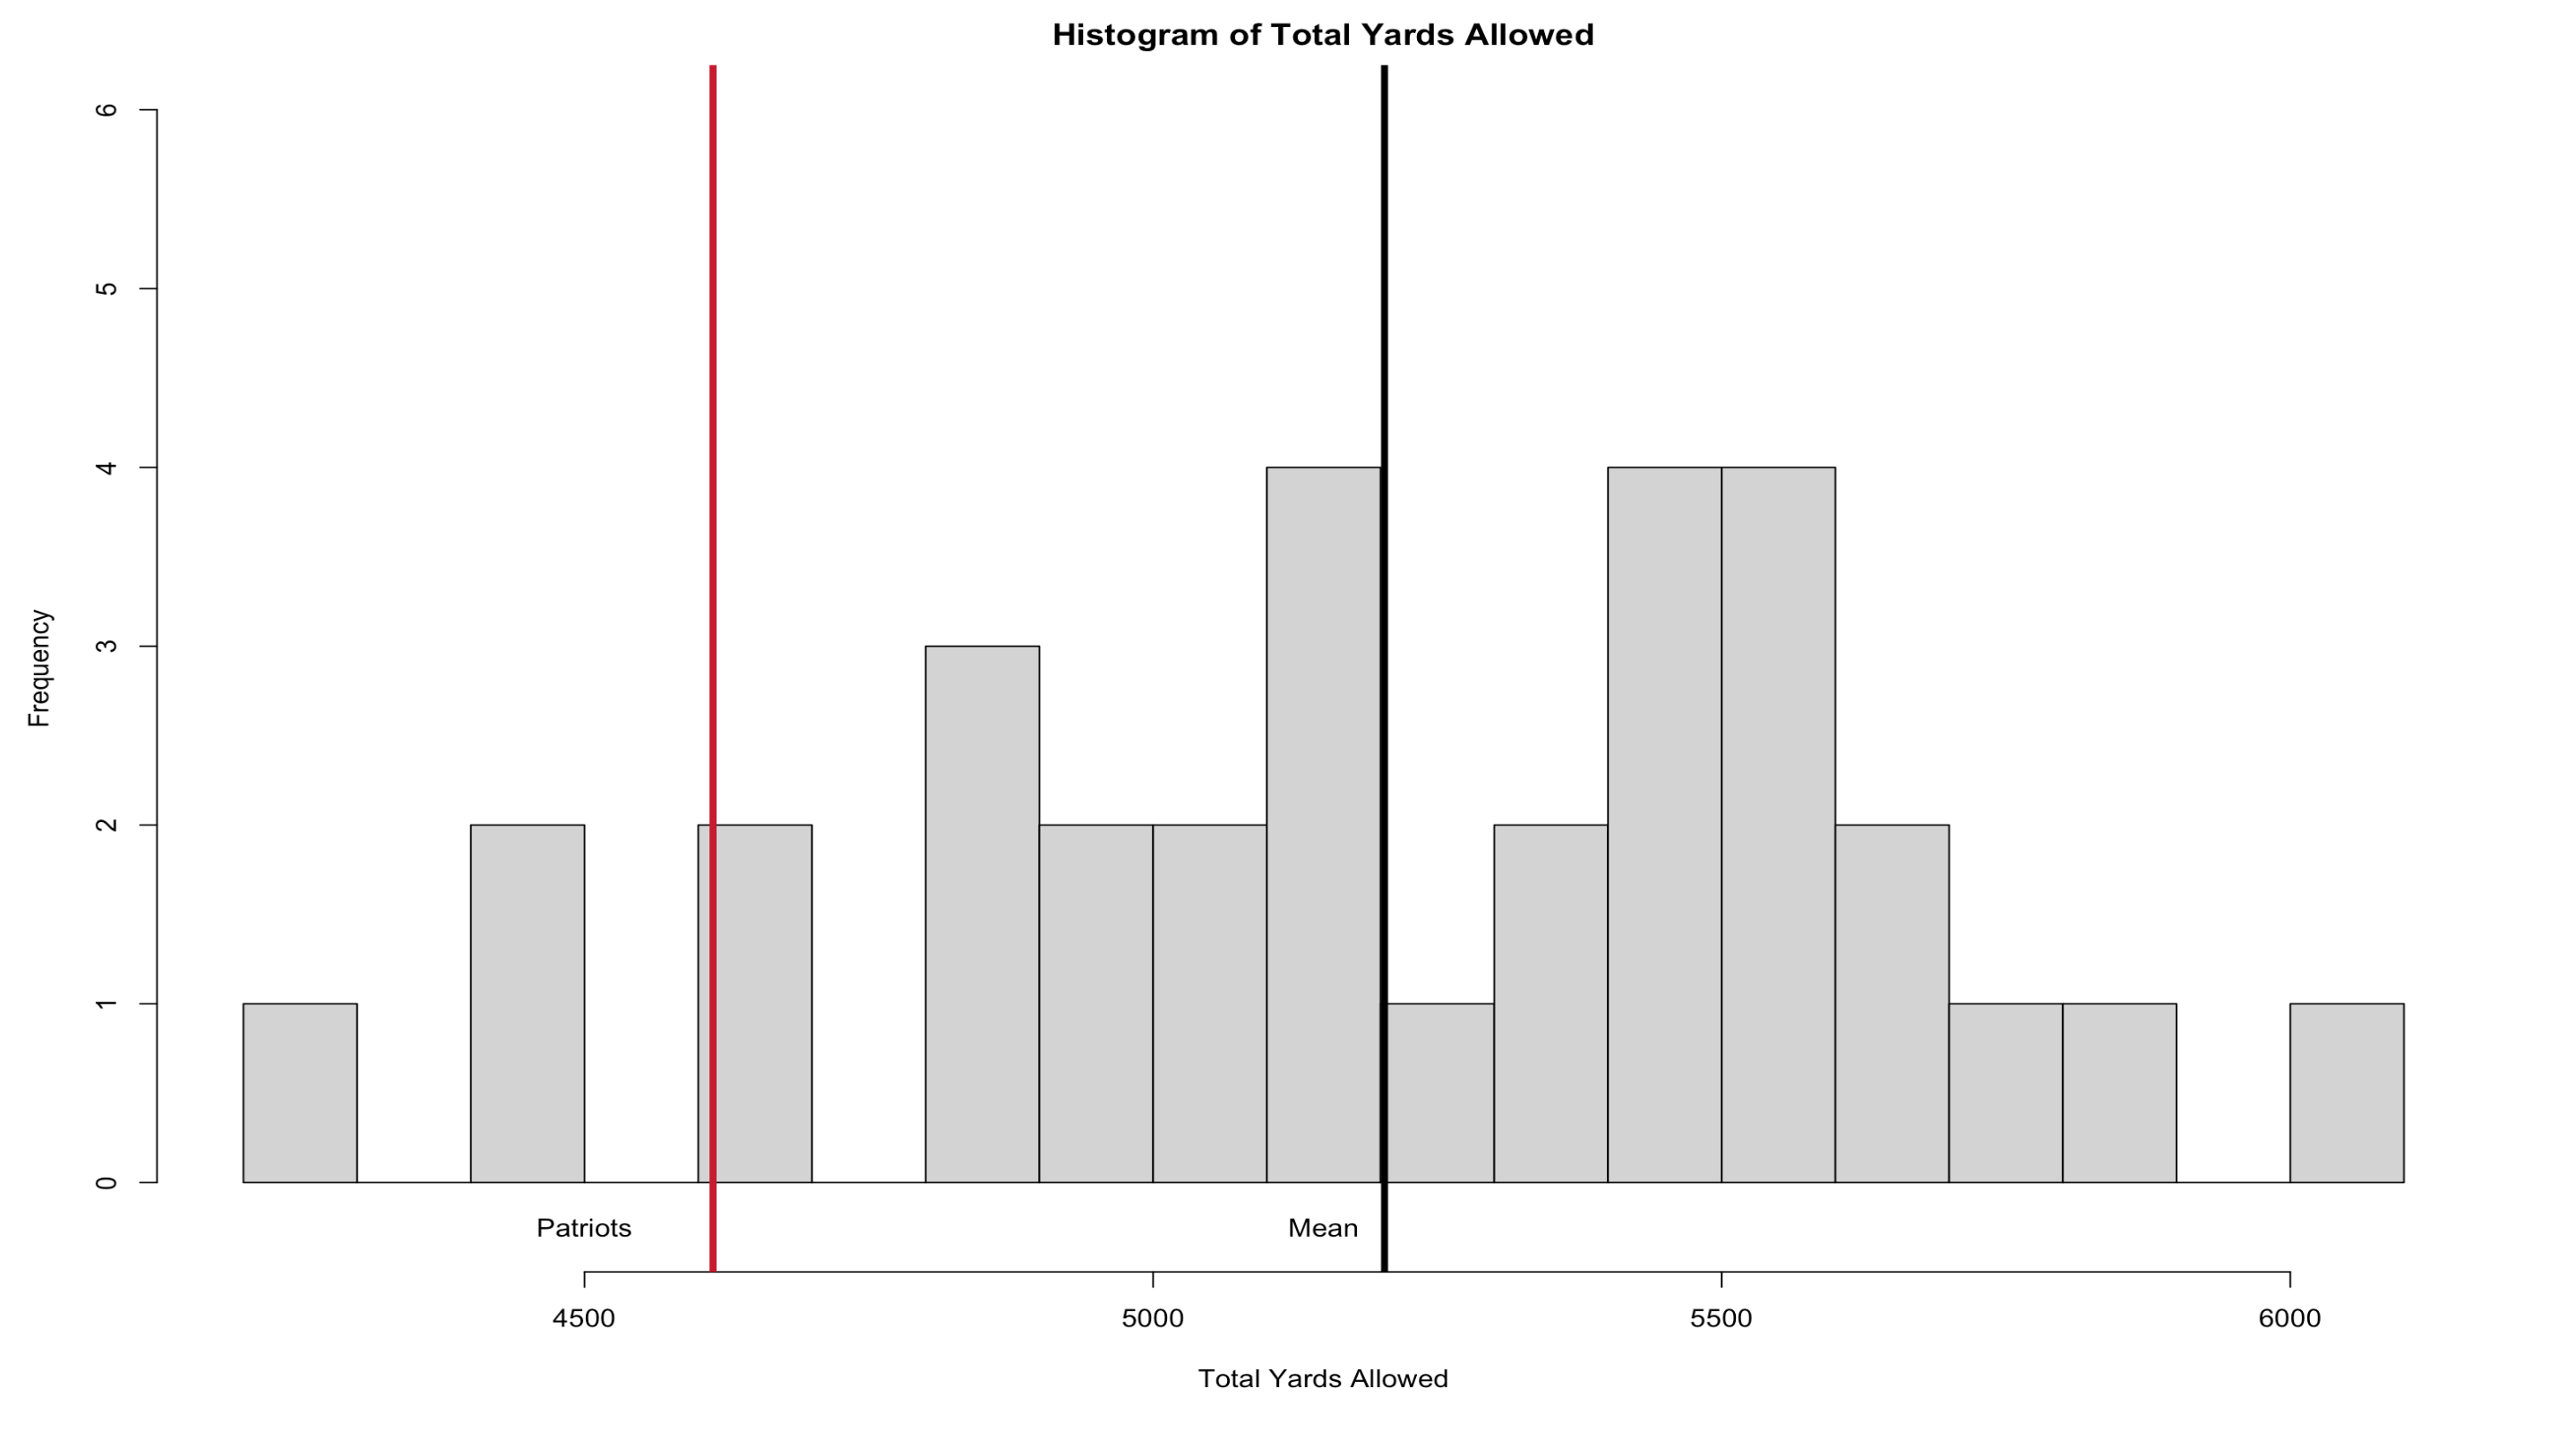 Histogram of Total Yards Allowed
6
5
4
3
2
1
0
Frequency
Patriots
Mean
4500 5000 5500 6000
Total Yards Allowed